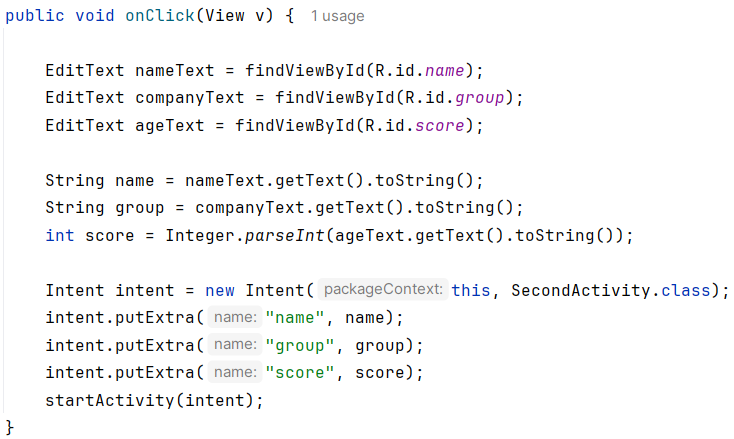 public void onClick(View v) { 1 usage
EditText nameText = findViewById(R.id.name);
EditText companyText = findViewById(R.id.group);
EditText ageText = findViewById(R.id.score);
String name = nameText.getText().toString();
String group = companyText.getText().toString();
int score = Integer.parseInt(ageText.getText().toString());
Intent intent = new Intent( packageContext: this, SecondActivity.class);
intent.putExtra( name: "name", name);
intent.putExtra( name: "group", group);
intent.putExtra( name: "score", score);
startActivity(intent);
}